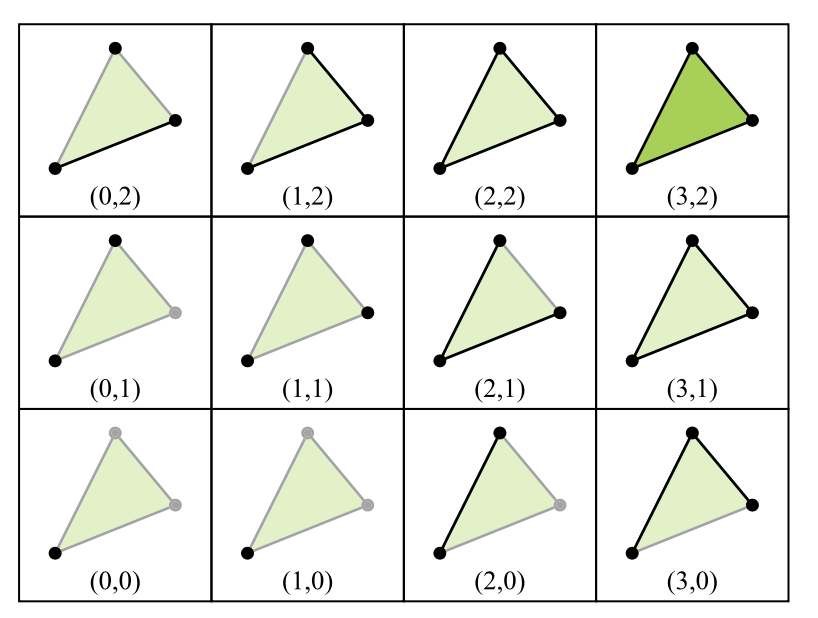 (0,2) (1,2) (2,2) (3,2)
(0,1) (1,1) (2,1) (3,1)
(0,0) (1,0) (2,0) (3,0)